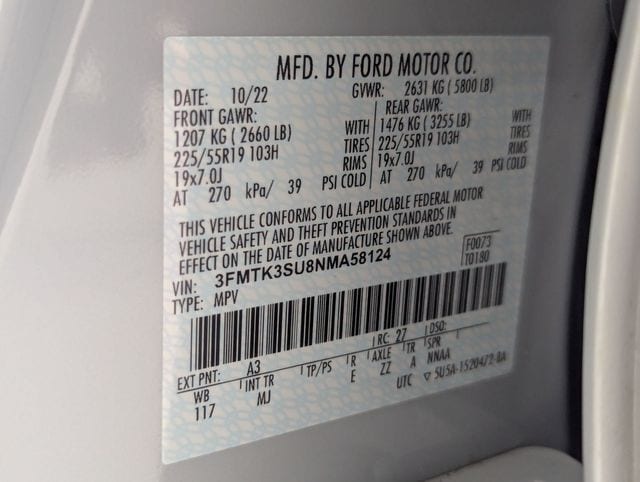 MFD. BY FORD MOTOR CO.
DATE: 10/22 GVWR: 2631 KG ( 5800 LB)
FRONT GAWR: REAR GAWR:
1207 KG ( 2660 LB) WITH 1476 KG ( 3255 LB) WITH
225/55R19 103H TIRES 225/55R19 103H TIRES
19x7.0J RIMS 19x7.0J RIMS
AT 270 kPa/ 39 PSI COLD AT 270 kPa/ 39 PSI COLD
THIS VEHICLE CONFORMS TO ALL APPLICABLE FEDERAL MOTOR
VEHICLE SAFETY AND THEFT PREVENTION STANDARDS IN
EFFECT ON THE DATE OF MANUFACTURE SHOWN ABOVE.
F0073
T0180
VIN: 3FMTK3SU8NMA58124
TYPE: MPV
EXT PNT: A3 RC: 27 DSO:
WB INT TR TP/PS R AXLE TR SPR
117 MJ E ZZ A NNAA
UTC ▽ 5U5A-1520472-BA